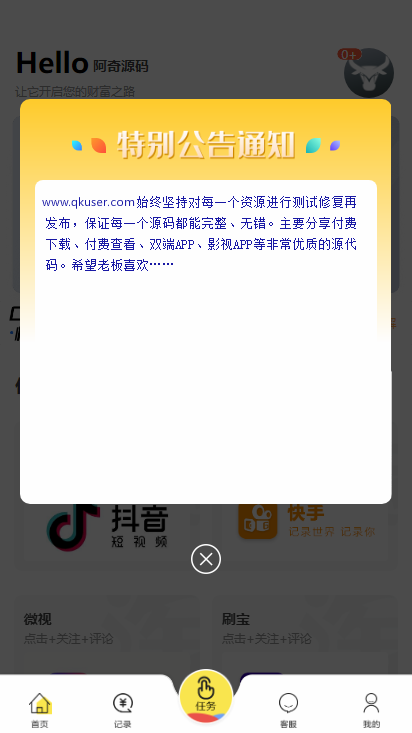 Hello 阿奇源码
0+
让它开启您的财富之路
特别公告通知
www.qkuser.com始终坚持对每一个资源进行测试修复再
发布，保证每一个源码都能完整、无错。主要分享付费
下载、付费查看、双端APP、影视APP等非常优质的源代
码。希望老板喜欢……
抖音
短视频
快手
记录世界 记录你
微视
点击+关注+评论
刷宝
点击+关注+评论
首页
记录
任务
客服
我的